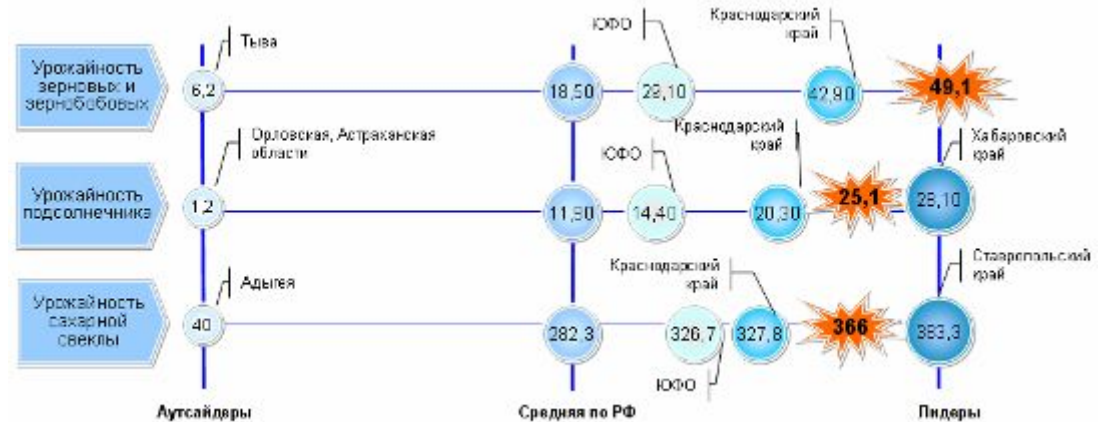 ЮФО
Краснодарский
край
Тыва
Урожайность
зерновых и
зернобобовых
6,2
18,50
29,10
42,90
49,1
Орловская, Астраханская
области
ЮФО
Краснодарский
край
Хабаровский
край
Урожайность
подсолнечника
1,2
11,90
14,40
20,30
25,1
28,10
Адыгея
Краснодарский
край
Ставропольский
край
Урожайность
сахарной
свеклы
40
282,3
326,7
327,8
366
383,3
ЮФО
Аутсайдеры
Средняя по РФ
Лидеры